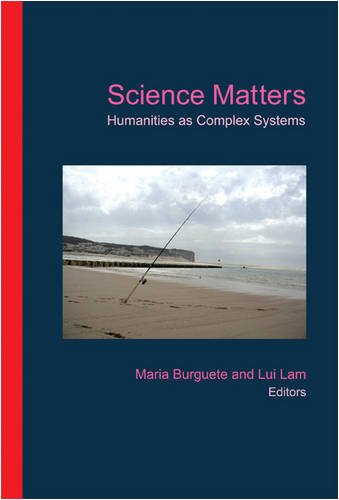 Science Matters
Humanities as Complex Systems
Maria Burguete and Lui Lam
Editors